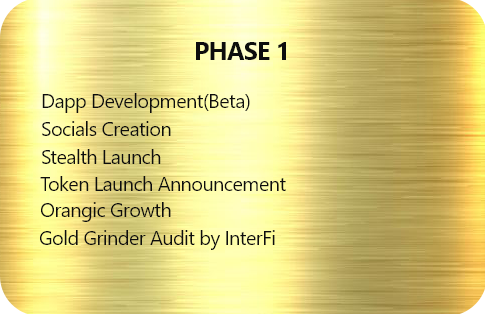 PHASE 1
Dapp Development(Beta)
Socials Creation
Stealth Launch
Token Launch Announcement
Orangic Growth
Gold Grinder Audit by InterFi